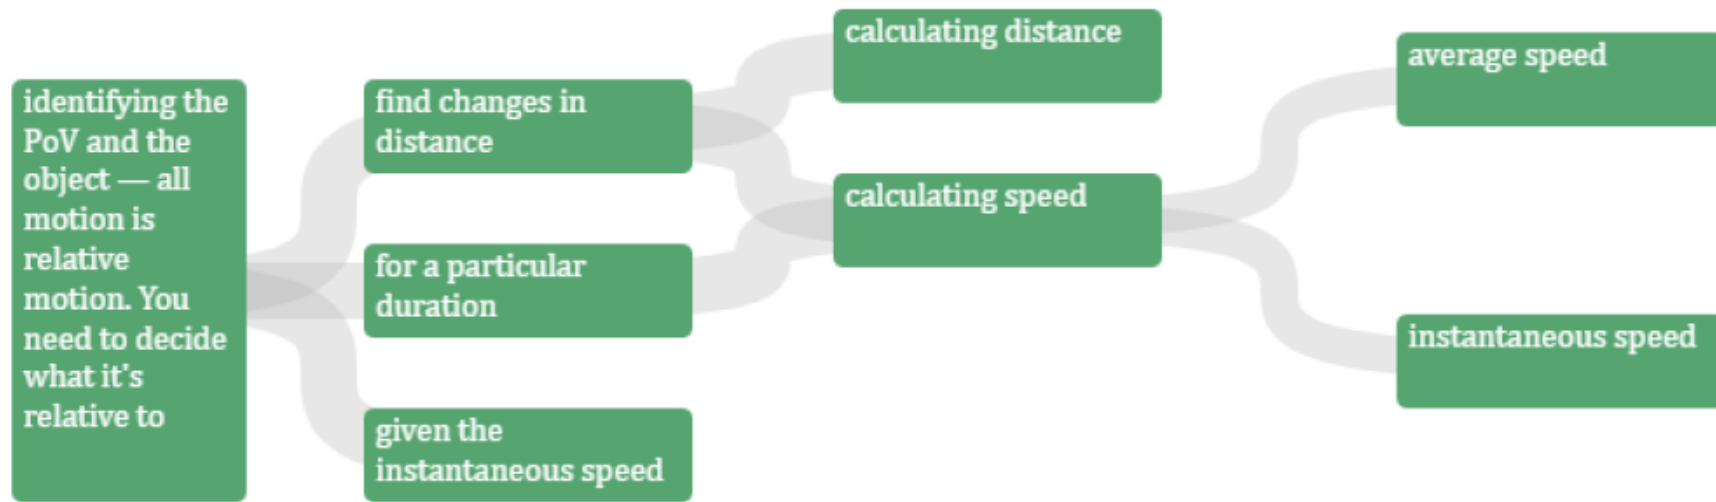 identifying the
PoV and the
object — all
motion is
relative
motion. You
need to decide
what it's
relative to
find changes in
distance
for a particular
duration
given the
instantaneous speed
calculating distance
calculating speed
average speed
instantaneous speed